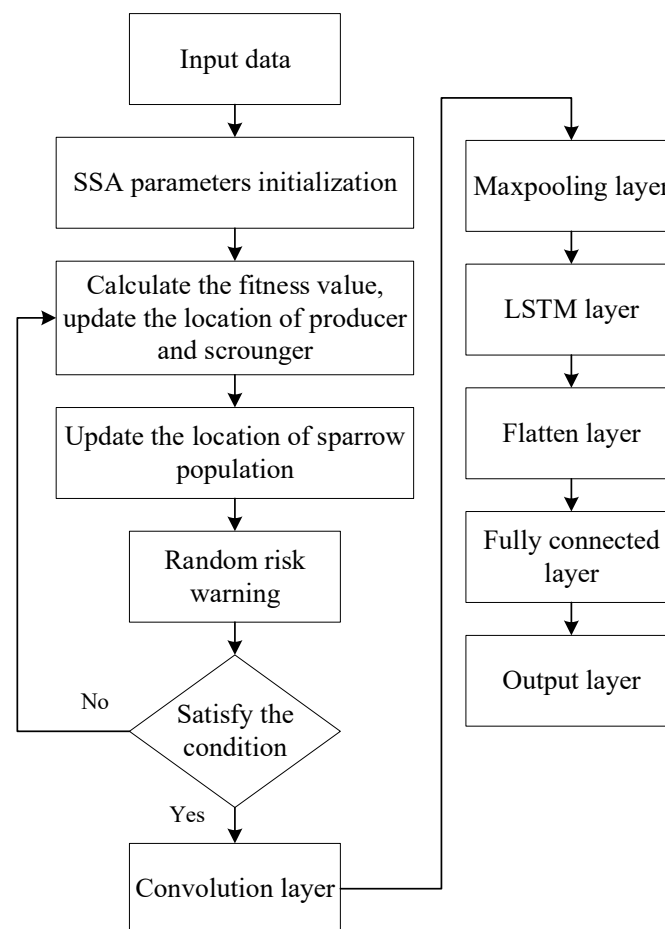 Input data
SSA parameters initialization
Calculate the fitness value,
update the location of producer
and scrounger
Update the location of sparrow
population
Random risk
warning
No
Satisfy the
condition
Yes
Convolution layer
Maxpooling layer
LSTM layer
Flatten layer
Fully connected
layer
Output layer